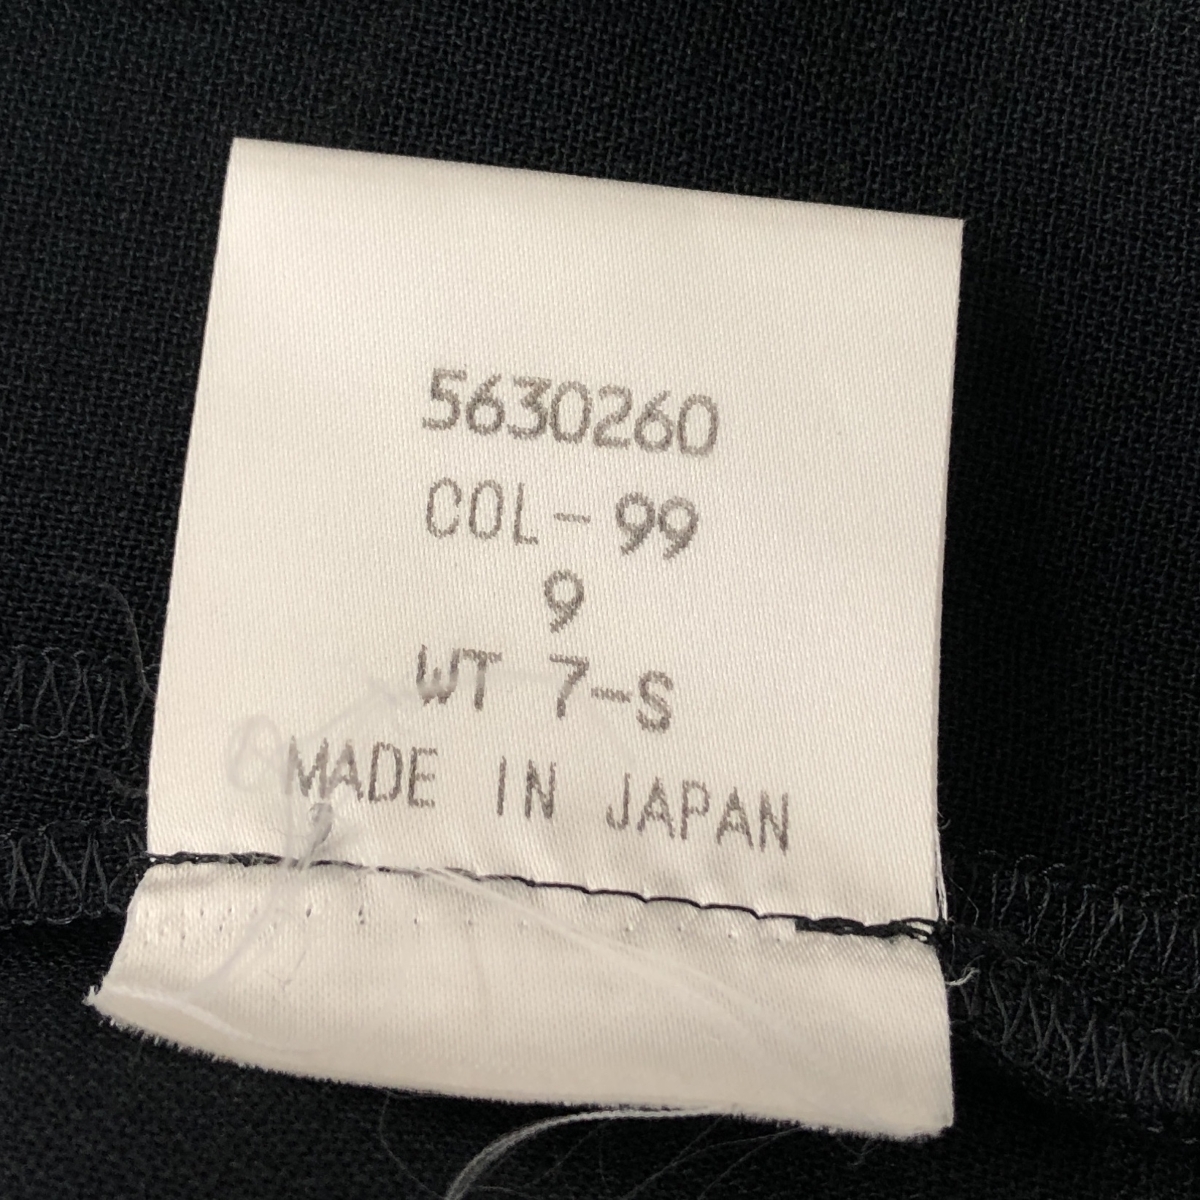 5630260
COL-99
9
WT 7-S
MADE IN JAPAN